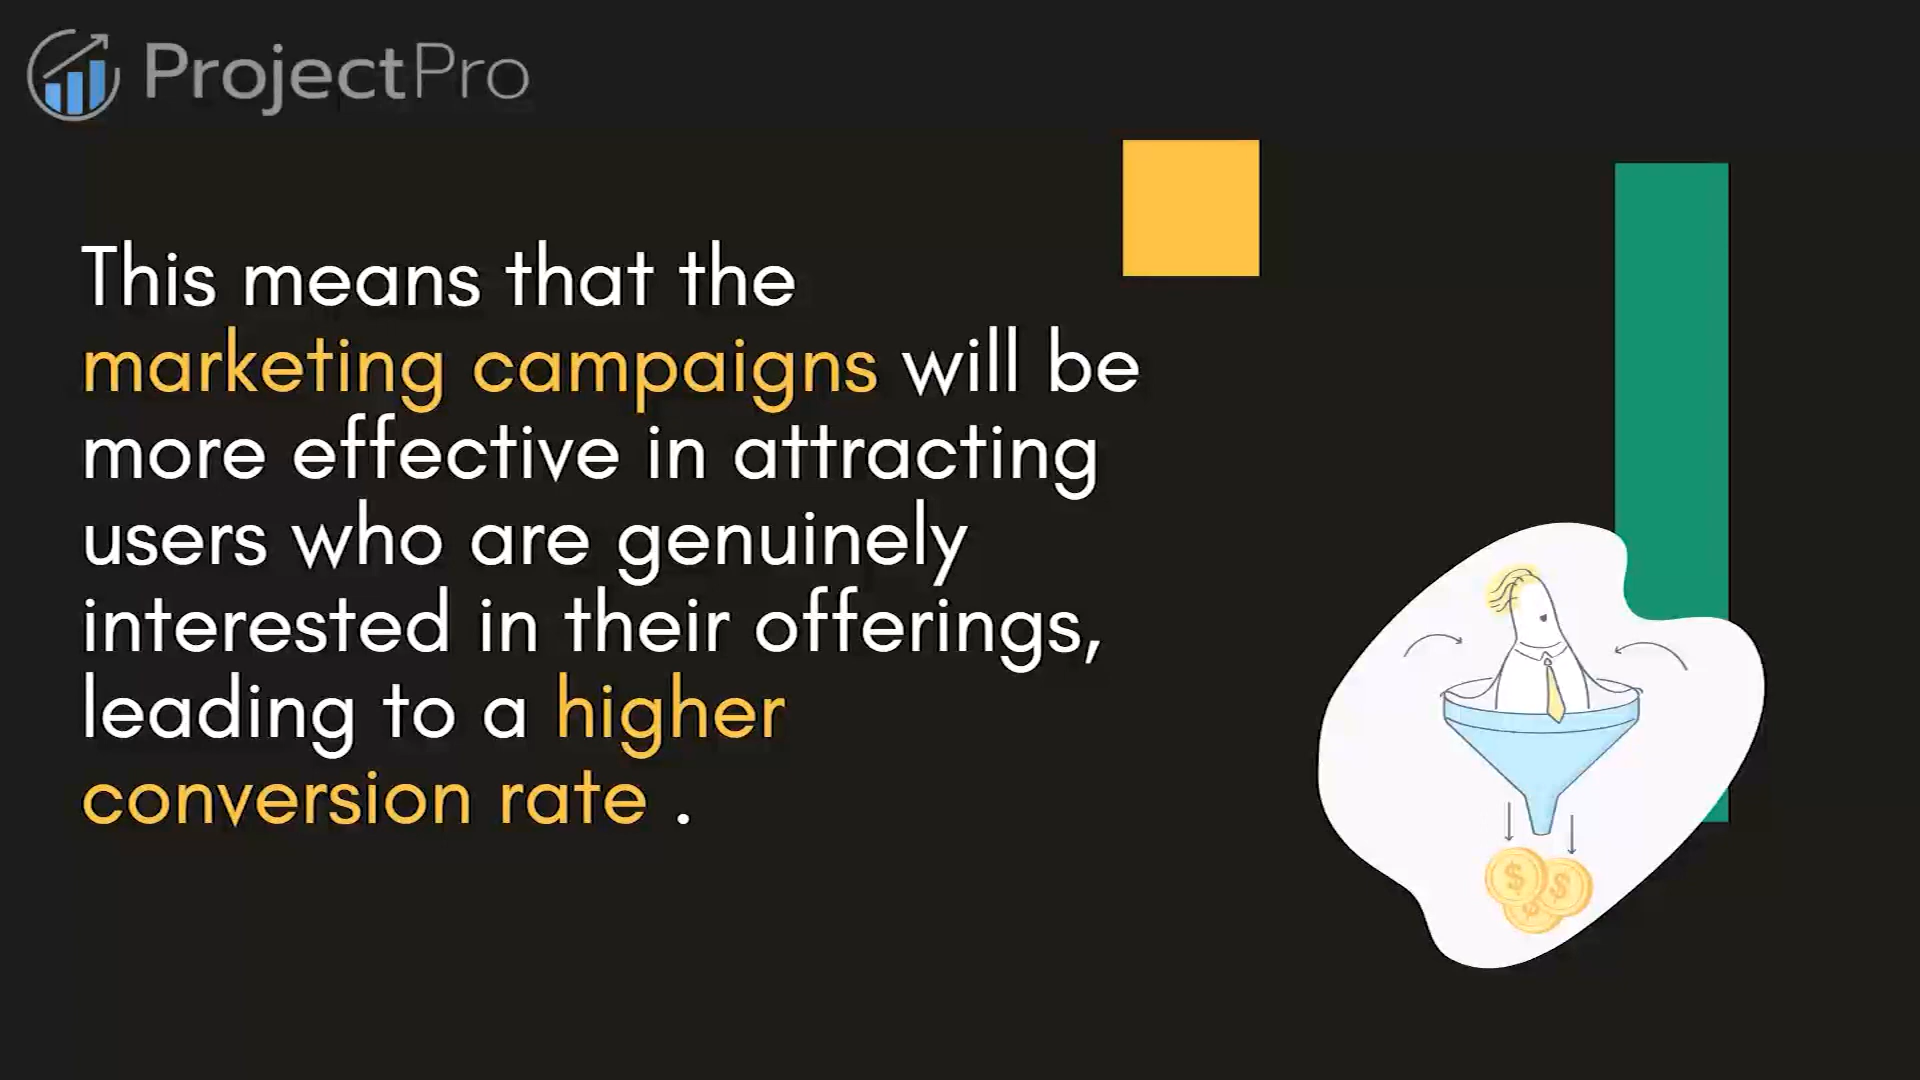 ProjectPro
This means that the
marketing campaigns will be
more effective in attracting
users who are genuinely
interested in their offerings,
leading to a higher
conversion rate .
$ $
$